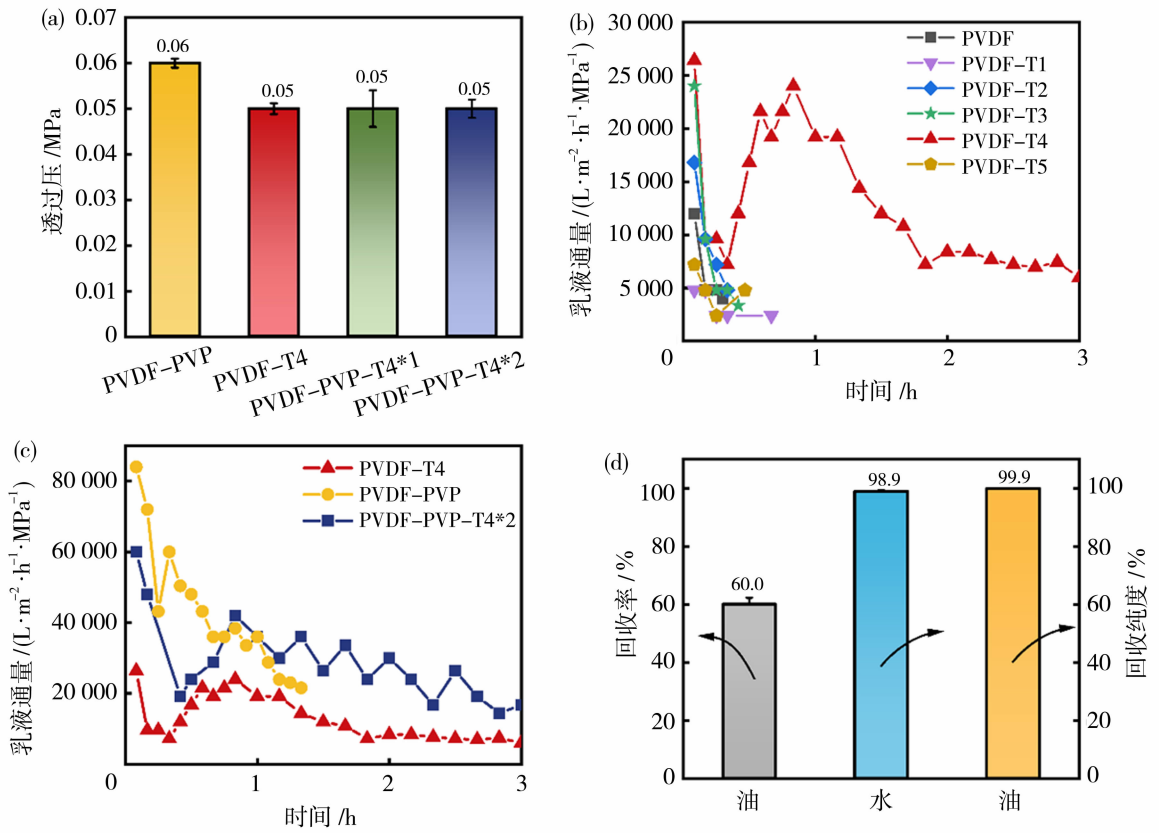 (a)
0.07
0.06
0.05
0.04
0.03
0.02
0.01
0
透过压 /MPa
0.06
0.05
0.05
0.05
PVDF–PVP
PVDF–T4
PVDF–PVP–T4*1
PVDF–PVP–T4*2
(b)
30 000
25 000
20 000
15 000
10 000
5 000
0
乳液通量 /(L·m⁻²·h⁻¹·MPa⁻¹)
PVDF
PVDF–T1
PVDF–T2
PVDF–T3
PVDF–T4
PVDF–T5
1
2
3
时间 /h
(c)
80 000
60 000
40 000
20 000
0
乳液通量 /(L·m⁻²·h⁻¹·MPa⁻¹)
PVDF–T4
PVDF–PVP
PVDF–PVP–T4*2
1
2
3
时间 /h
(d)
100
80
60
40
20
0
回收率 / %
60.0
98.9
99.9
油
水
油
100
80
60
40
20
0
回收纯度 / %